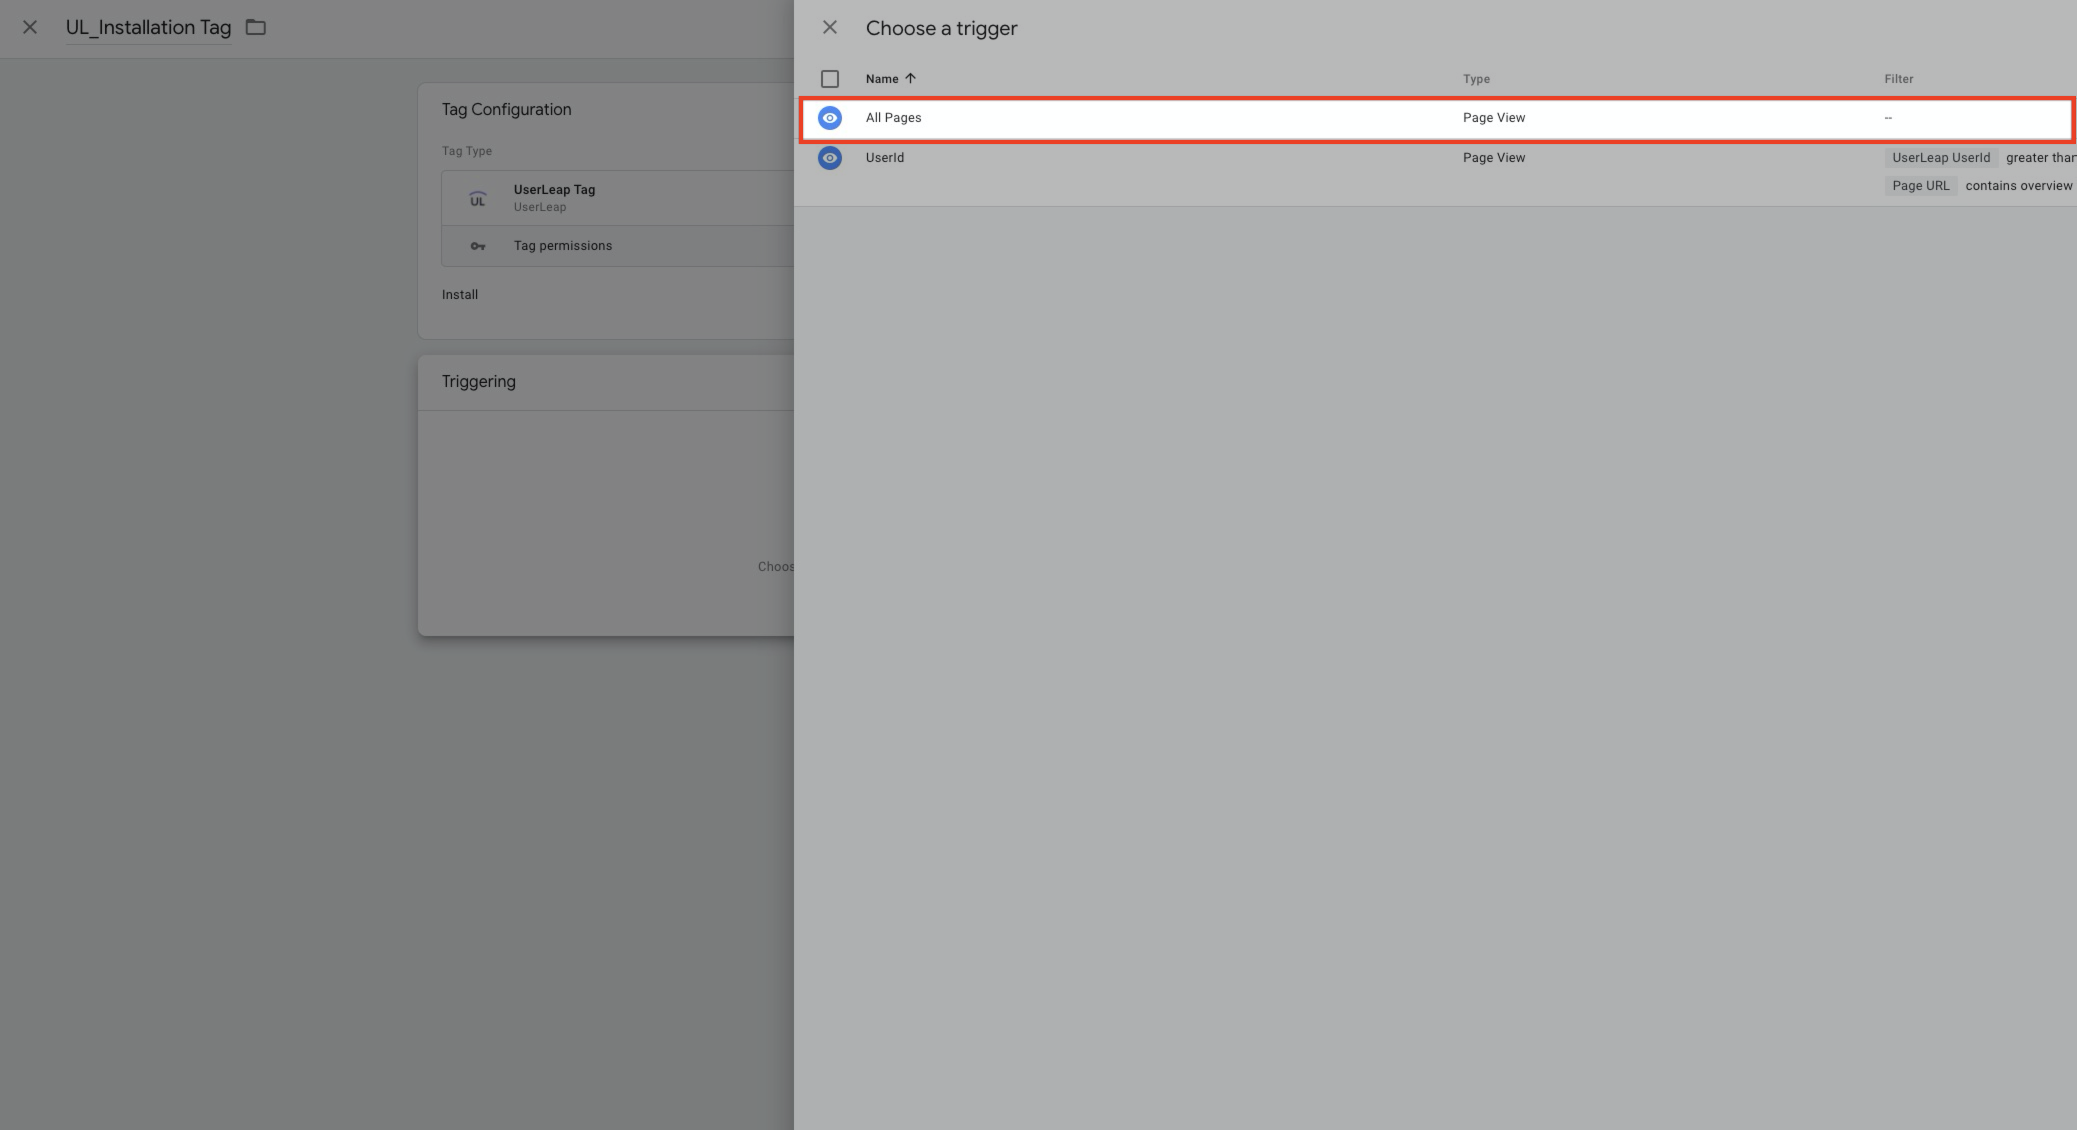 UL_Installation Tag
Tag Configuration
Tag Type
UL
UserLeap Tag
UserLeap
Tag permissions
Install
Triggering
Choos
Choose a trigger
Name Type Filter
All Pages Page View --
UserId Page View UserLeap UserId greater than
Page URL contains overview